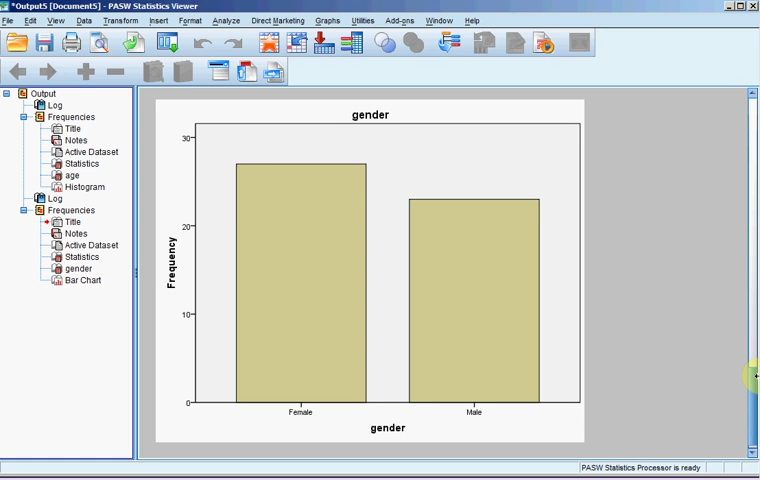 *Output5 [Document5] - PASW Statistics Viewer
File Edit View Data Transform Insert Format Analyze Direct Marketing Graphs Utilities Add-ons Window Help
Output
Log
Frequencies
Title
Notes
Active Dataset
Statistics
age
Histogram
Log
Frequencies
Title
Notes
Active Dataset
Statistics
gender
Bar Chart
gender
30
20
10
0
Frequency
Female Male
gender
PASW Statistics Processor is ready